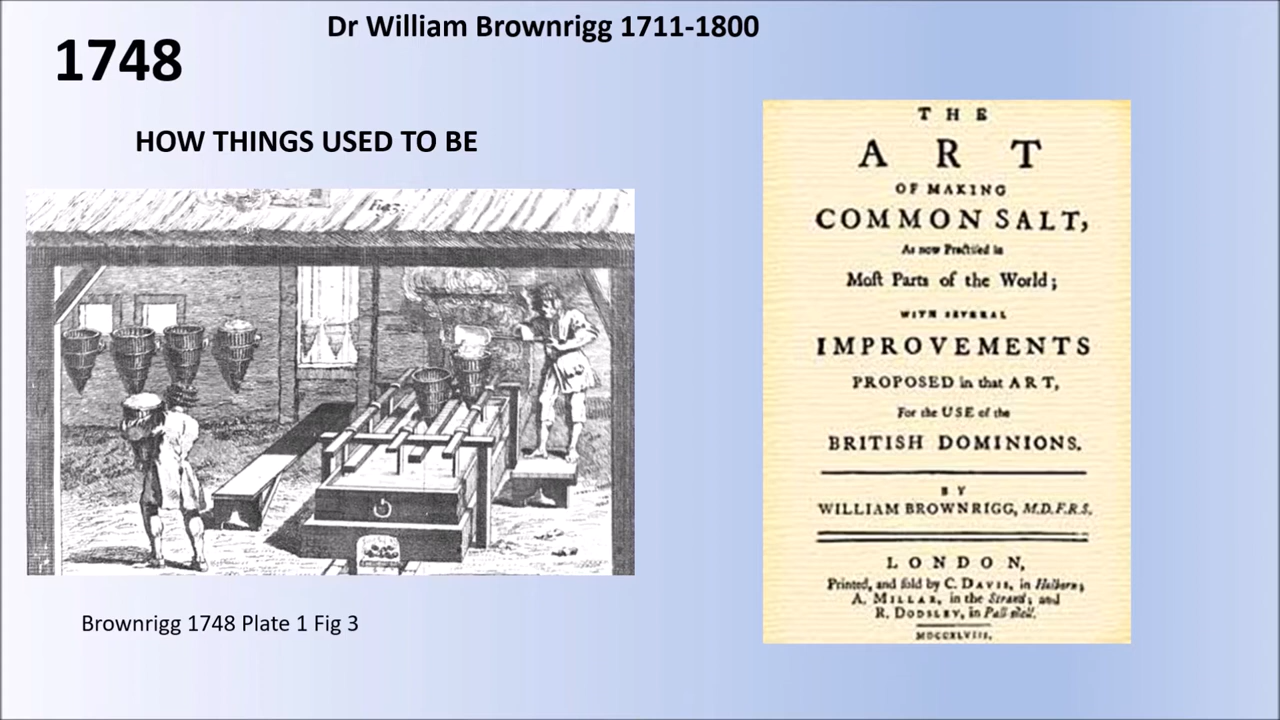 Dr William Brownrigg 1711-1800
1748
HOW THINGS USED TO BE
Brownrigg 1748 Plate 1 Fig 3
THE
ART
OF MAKING
COMMON SALT,
As now Practiſed in
Moſt Parts of the World;
WITH SEVERAL
IMPROVEMENTS
PROPOSED in that ART,
For the USE of the
BRITISH DOMINIONS.
BY
WILLIAM BROWNRIGG, M.D.F.R.S.
LONDON,
Printed, and ſold by C. DAVIS, in Holborn;
A. MILLAR, in the Strand; and
R. DODSLEY, in Pall-Mell.
MDCCXLVIII.